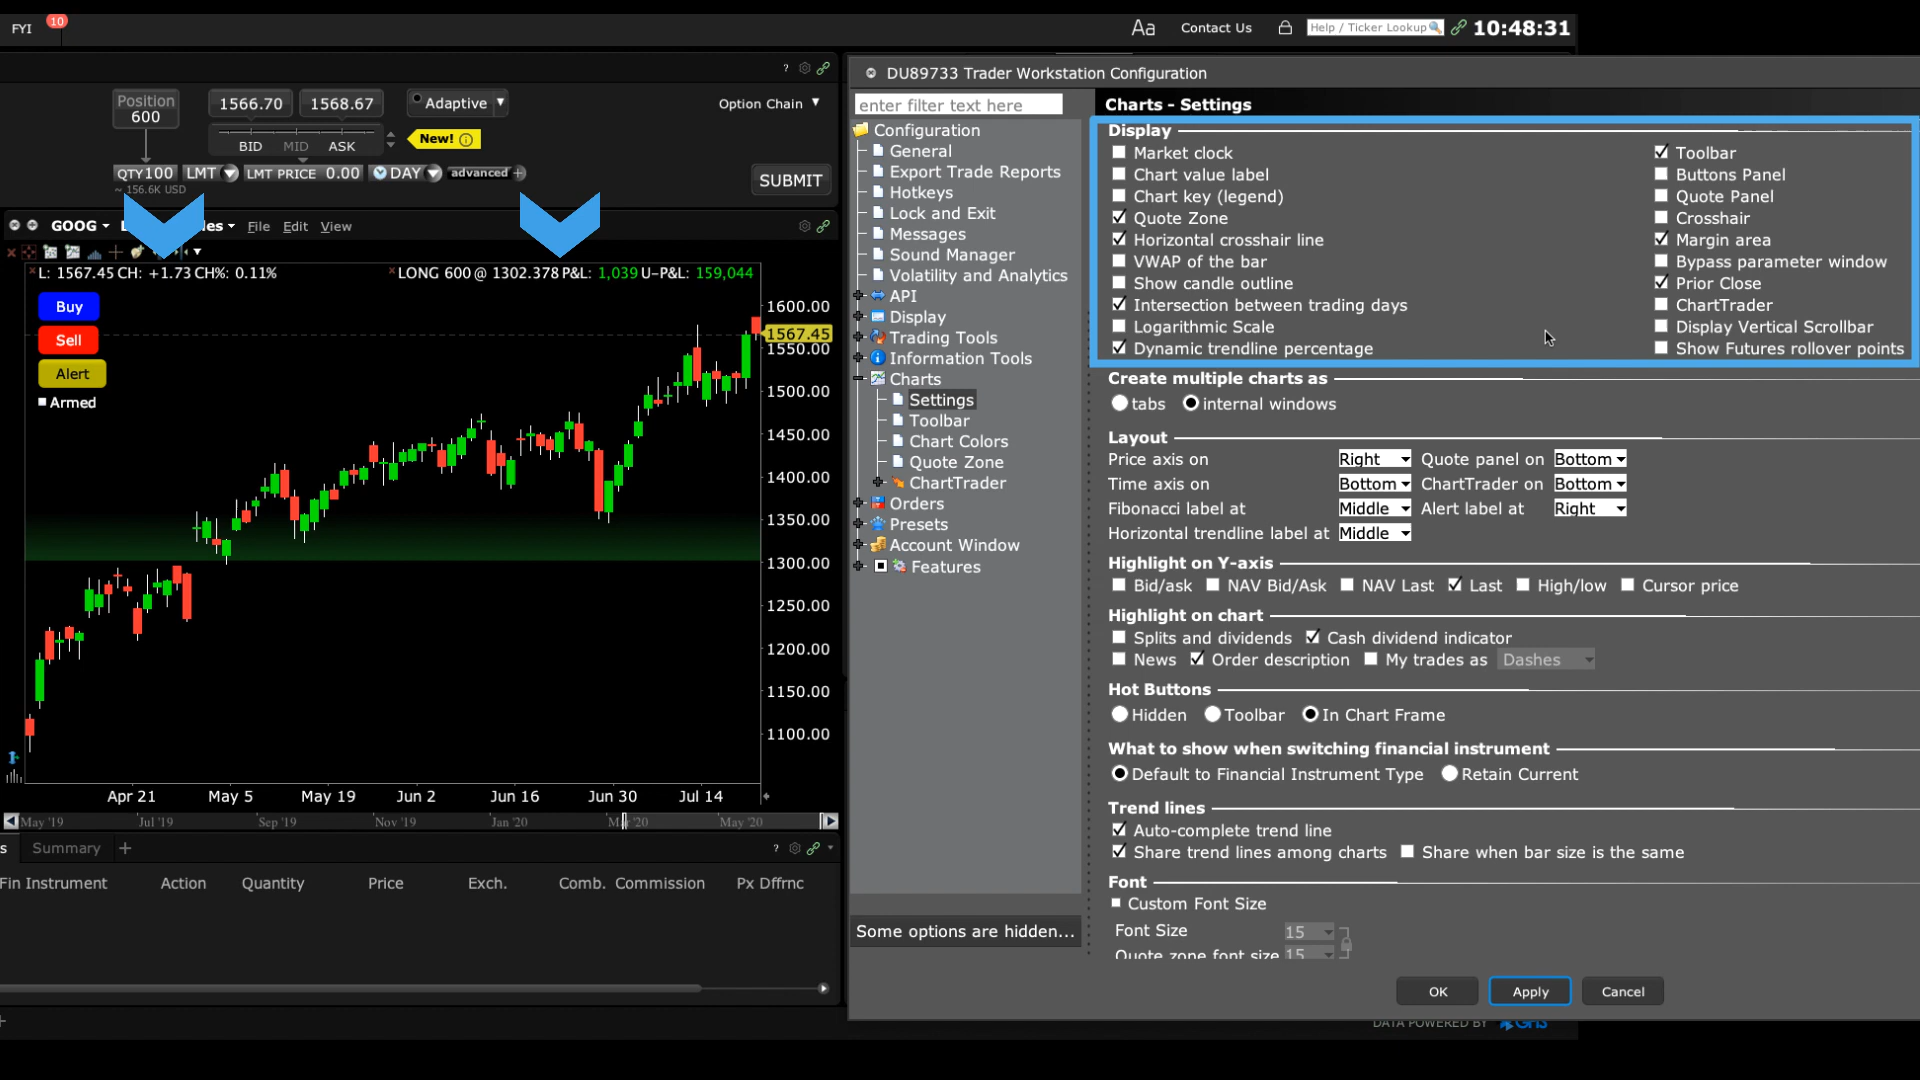 FYI
10
Aa
Contact Us
Help / Ticker Lookup
10:48:31
?
Position
600
1566.70
1568.67
Adaptive
Option Chain
New!
BID MID ASK
QTY100
LMT
LMT PRICE 0.00
DAY
advanced
SUBMIT
~ 156.6K USD
GOOG
File
Edit
View
L: 1567.45 CH: +1.73 CH%: 0.11%
LONG 600@ 1302.378 P&L: 1,039 U-P&L: 159,044
Buy
Sell
Alert
Armed
1600.00
1567.45
1550.00
1500.00
1450.00
1400.00
1350.00
1300.00
1250.00
1200.00
1150.00
1100.00
Apr 21
May 5
May 19
Jun 2
Jun 16
Jun 30
Jul 14
May '19
Jul '19
Sep '19
Nov '19
Jan '20
May '20
s
Summary
+
?
Fin Instrument
Action
Quantity
Price
Exch.
Comb.
Commission
Px Dffrnc
DU89733 Trader Workstation Configuration
enter filter text here
Configuration
General
Export Trade Reports
Hotkeys
Lock and Exit
Messages
Sound Manager
Volatility and Analytics
API
Display
Trading Tools
Information Tools
Charts
Settings
Toolbar
Chart Colors
Quote Zone
ChartTrader
Orders
Presets
Account Window
Features
Some options are hidden...
Charts - Settings
Display
Market clock
Chart value label
Chart key (legend)
Quote Zone
Horizontal crosshair line
VWAP of the bar
Show candle outline
Intersection between trading days
Logarithmic Scale
Dynamic trendline percentage
Toolbar
Buttons Panel
Quote Panel
Crosshair
Margin area
Bypass parameter window
Prior Close
ChartTrader
Display Vertical Scrollbar
Show Futures rollover points
Create multiple charts as
tabs
internal windows
Layout
Price axis on Right Quote panel on Bottom
Time axis on Bottom ChartTrader on Bottom
Fibonacci label at Middle Alert label at Right
Horizontal trendline label at Middle
Highlight on Y-axis
Bid/ask NAV Bid/Ask NAV Last Last High/low Cursor price
Highlight on chart
Splits and dividends Cash dividend indicator
News Order description My trades as Dashes
Hot Buttons
Hidden Toolbar In Chart Frame
What to show when switching financial instrument
Default to Financial Instrument Type Retain Current
Trend lines
Auto-complete trend line
Share trend lines among charts Share when bar size is the same
Font
Custom Font Size
Font Size 15
Quote zone font size 15
OK
Apply
Cancel
DATA POWERED BY